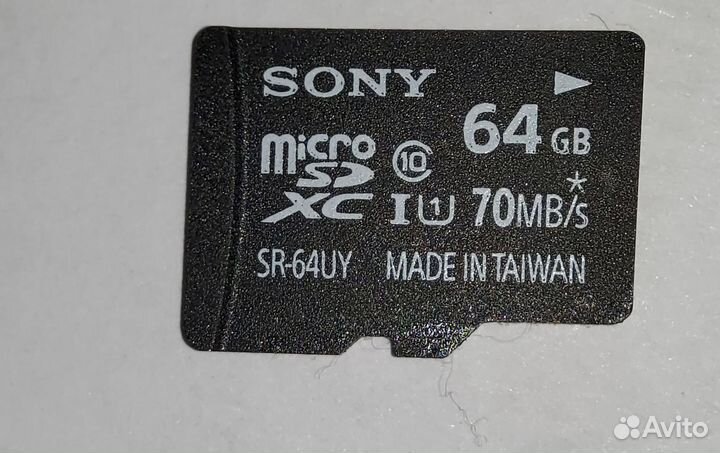 SONY
64 GB
micro SD XC 10 I U1 70MB/s*
SR-64UY MADE IN TAIWAN
Avito